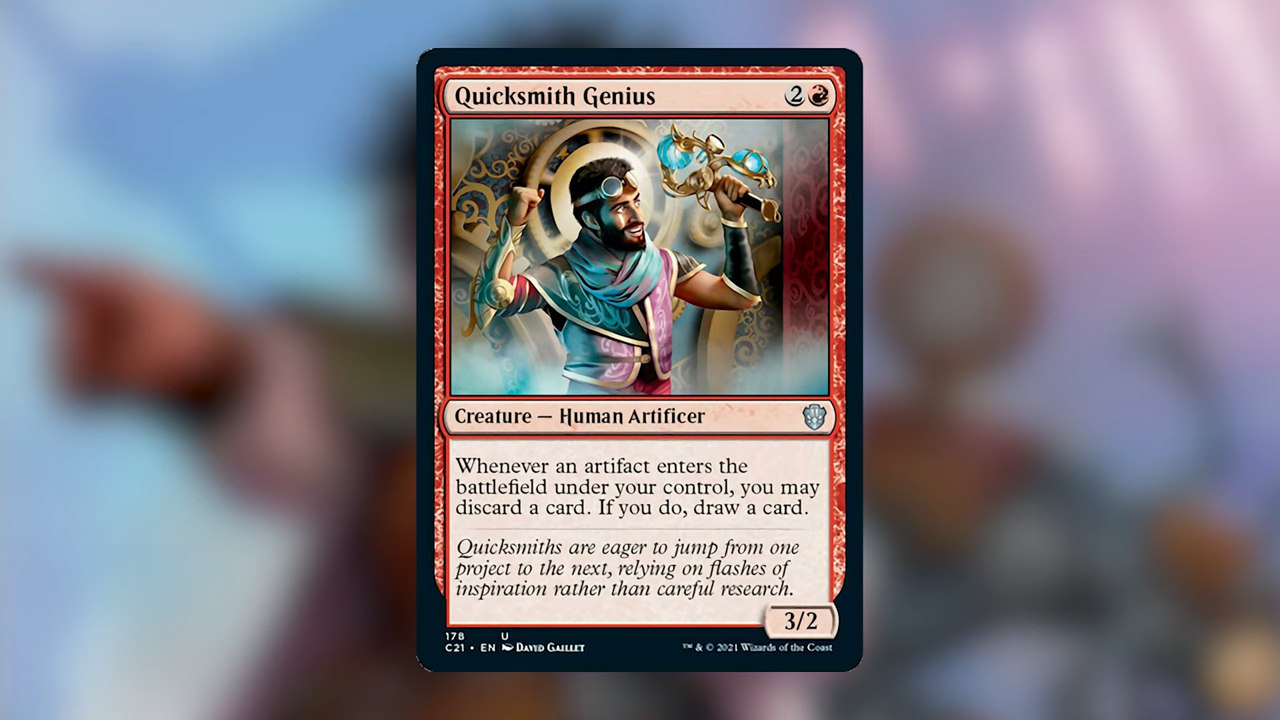 Quicksmith Genius 2
Creature — Human Artificer
Whenever an artifact enters the
battlefield under your control, you may
discard a card. If you do, draw a card.
Quicksmiths are eager to jump from one
project to the next, relying on flashes of
inspiration rather than careful research.
3/2
178 U
C21 • EN David Gaillet ™ & © 2021 Wizards of the Coast